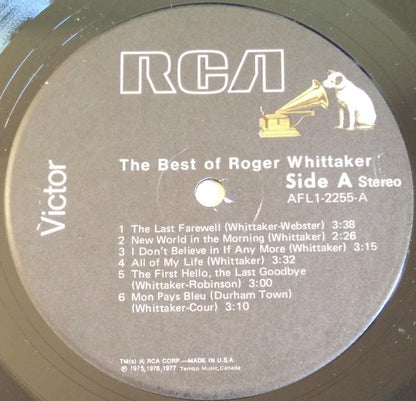 RCA
Victor
The Best of Roger Whittaker
Side A Stereo
AFL1-2255-A
1 The Last Farewell (Whittaker-Webster) 3:38
2 New World in the Morning (Whittaker) 2:26
3 I Don't Believe in If Any More (Whittaker) 3:15
4 All of My Life (Whittaker) 3:32
5 The First Hello, the Last Goodbye
(Whittaker-Robinson) 3:00
6 Mon Pays Bleu (Durham Town)
(Whittaker-Cour) 3:10
TM(s) ® RCA CORP.—MADE IN U.S.A.
℗ 1975,1976,1977 Tembo Music, Canada